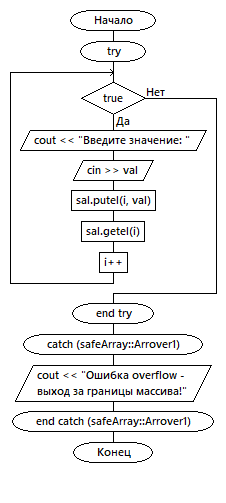 Начало
try
true
Нет
Да
cout << "Введите значение: "
cin >> val
sal.putel(i, val)
sal.getel(i)
i++
end try
catch (safeArray::Arrover1)
cout << "Ошибка overflow -
выход за границы массива!"
end catch (safeArray::Arrover1)
Конец